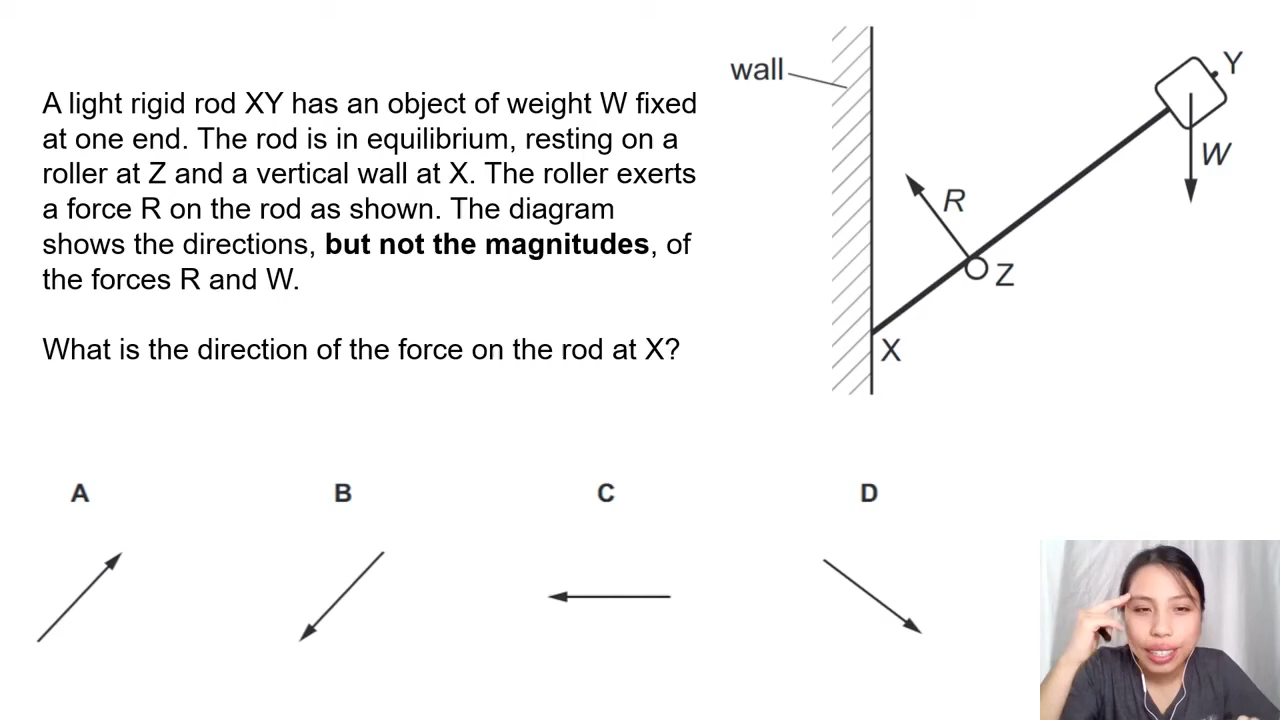 A light rigid rod XY has an object of weight W fixed
at one end. The rod is in equilibrium, resting on a
roller at Z and a vertical wall at X. The roller exerts
a force R on the rod as shown. The diagram
shows the directions, but not the magnitudes, of
the forces R and W.
What is the direction of the force on the rod at X?
wall
Y
W
R
Z
X
A
B
C
D